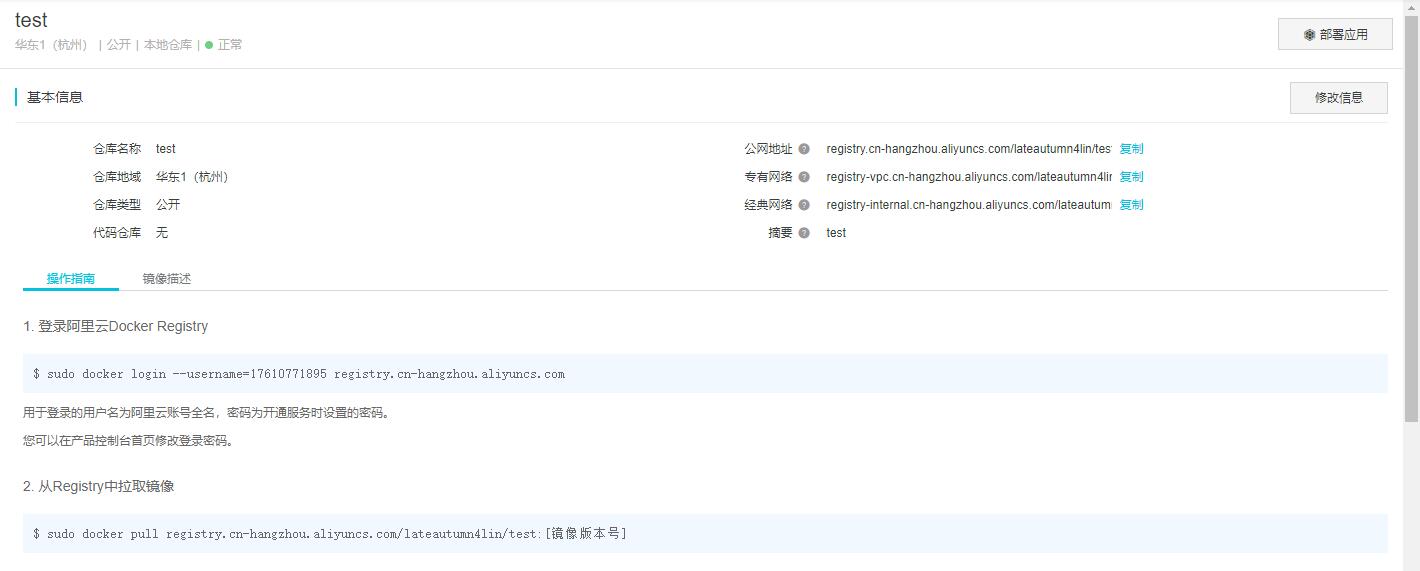 test
华东1（杭州） | 公开 | 本地仓库 | 正常
部署应用
基本信息
修改信息
仓库名称 test
公网地址 ? registry.cn-hangzhou.aliyuncs.com/lateautumn4lin/tes 复制
仓库地域 华东1（杭州）
专有网络 ? registry-vpc.cn-hangzhou.aliyuncs.com/lateautumn4lin 复制
仓库类型 公开
经典网络 ? registry-internal.cn-hangzhou.aliyuncs.com/lateautum 复制
代码仓库 无
摘要 ? test
操作指南 镜像描述
1. 登录阿里云Docker Registry
$ sudo docker login --username=17610771895 registry.cn-hangzhou.aliyuncs.com
用于登录的用户名为阿里云账号全名，密码为开通服务时设置的密码。
您可以在产品控制台首页修改登录密码。
2. 从Registry中拉取镜像
$ sudo docker pull registry.cn-hangzhou.aliyuncs.com/lateautumn4lin/test:[镜像版本号]